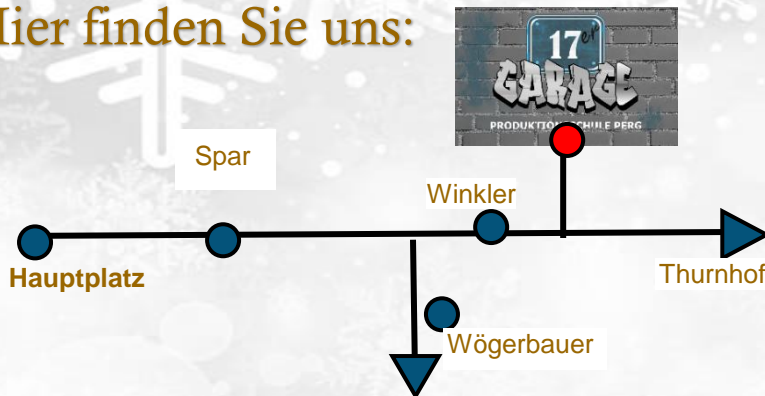 Hier finden Sie uns:
17er
GARAGE
PRODUKTIONSSCHULE PERG
Spar
Winkler
Hauptplatz
Thurnhof
Wögerbauer